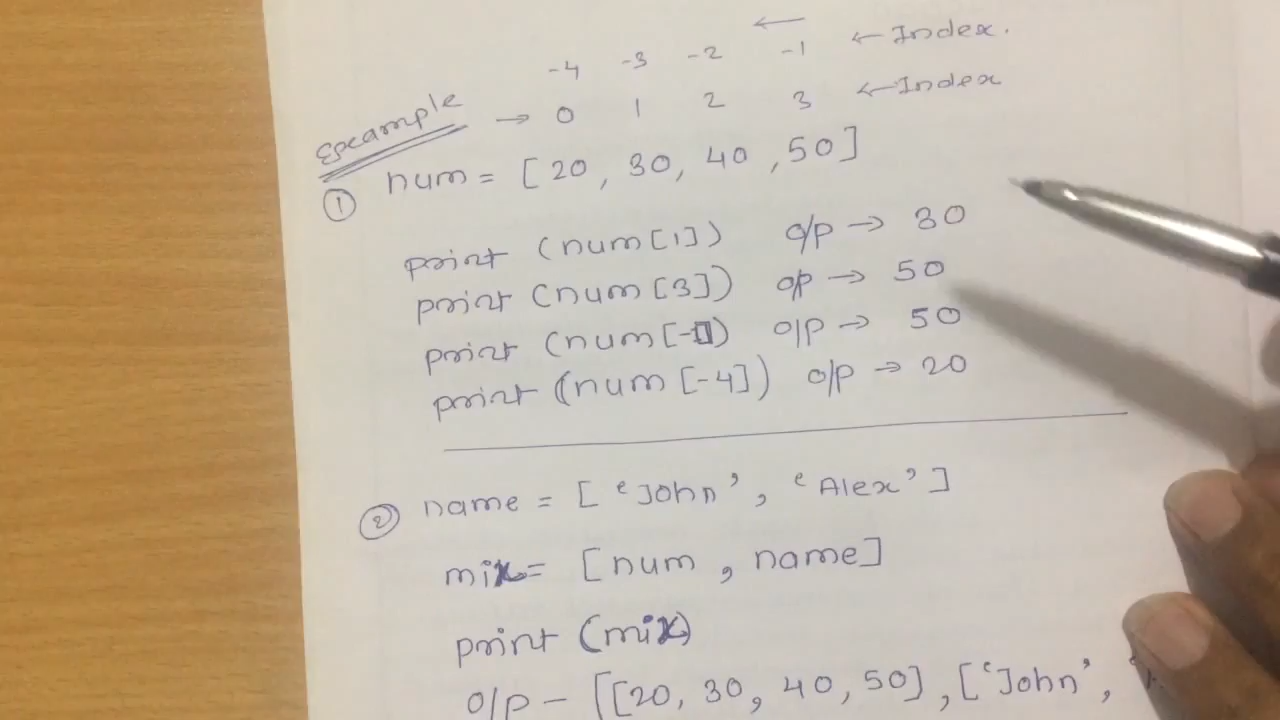 ← 
-4 -3 -2 -1 ← Index.
Example → 0 1 2 3 ← Index
① num = [ 20 , 30, 40 , 50 ]
print (num [1]) o/p → 30
print (num [3]) o/p → 50
print (num [-1]) o/p → 50
print ((num [-4]) o/p → 20
② name = [ 'John' , 'Alex' ]
mix = [num , name]
print (mix)
o/p - [[20, 30, 40, 50] , ['John' ,